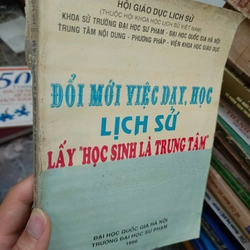 HỘI GIÁO DỤC LỊCH SỬ
(THUỘC HỘI KHOA HỌC LỊCH SỬ VIỆT NAM)
KHOA SỬ TRƯỜNG ĐẠI HỌC SƯ PHẠM - ĐẠI HỌC QUỐC GIA HÀ NỘI
TRUNG TÂM NỘI DUNG - PHƯƠNG PHÁP - VIỆN KHOA HỌC GIÁO DỤC
ĐỔI MỚI VIỆC DẠY, HỌC
LỊCH SỬ
LẤY "HỌC SINH LÀ TRUNG TÂM"
ĐẠI HỌC QUỐC GIA HÀ NỘI
TRƯỜNG ĐẠI HỌC SƯ PHẠM
1996
50